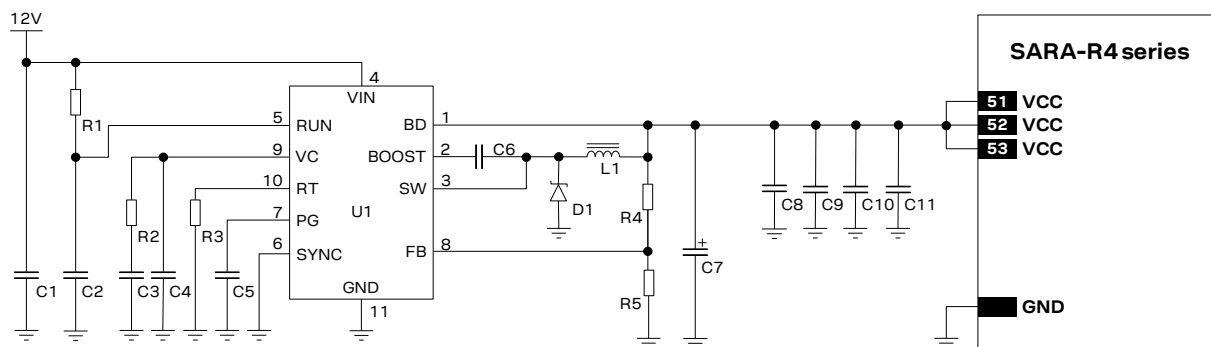 12V
SARA-R4 series
4
VIN
51 VCC
R1
5 RUN
BD 1
52 VCC
9 VC
BOOST 2
C6
53 VCC
L1
10 RT
SW 3
U1
D1
C8 C9 C10 C11
R2 R3
7 PG
R4
6 SYNC
FB 8
C7
+
C1 C2 C3 C4 C5
GND
R5
11
GND